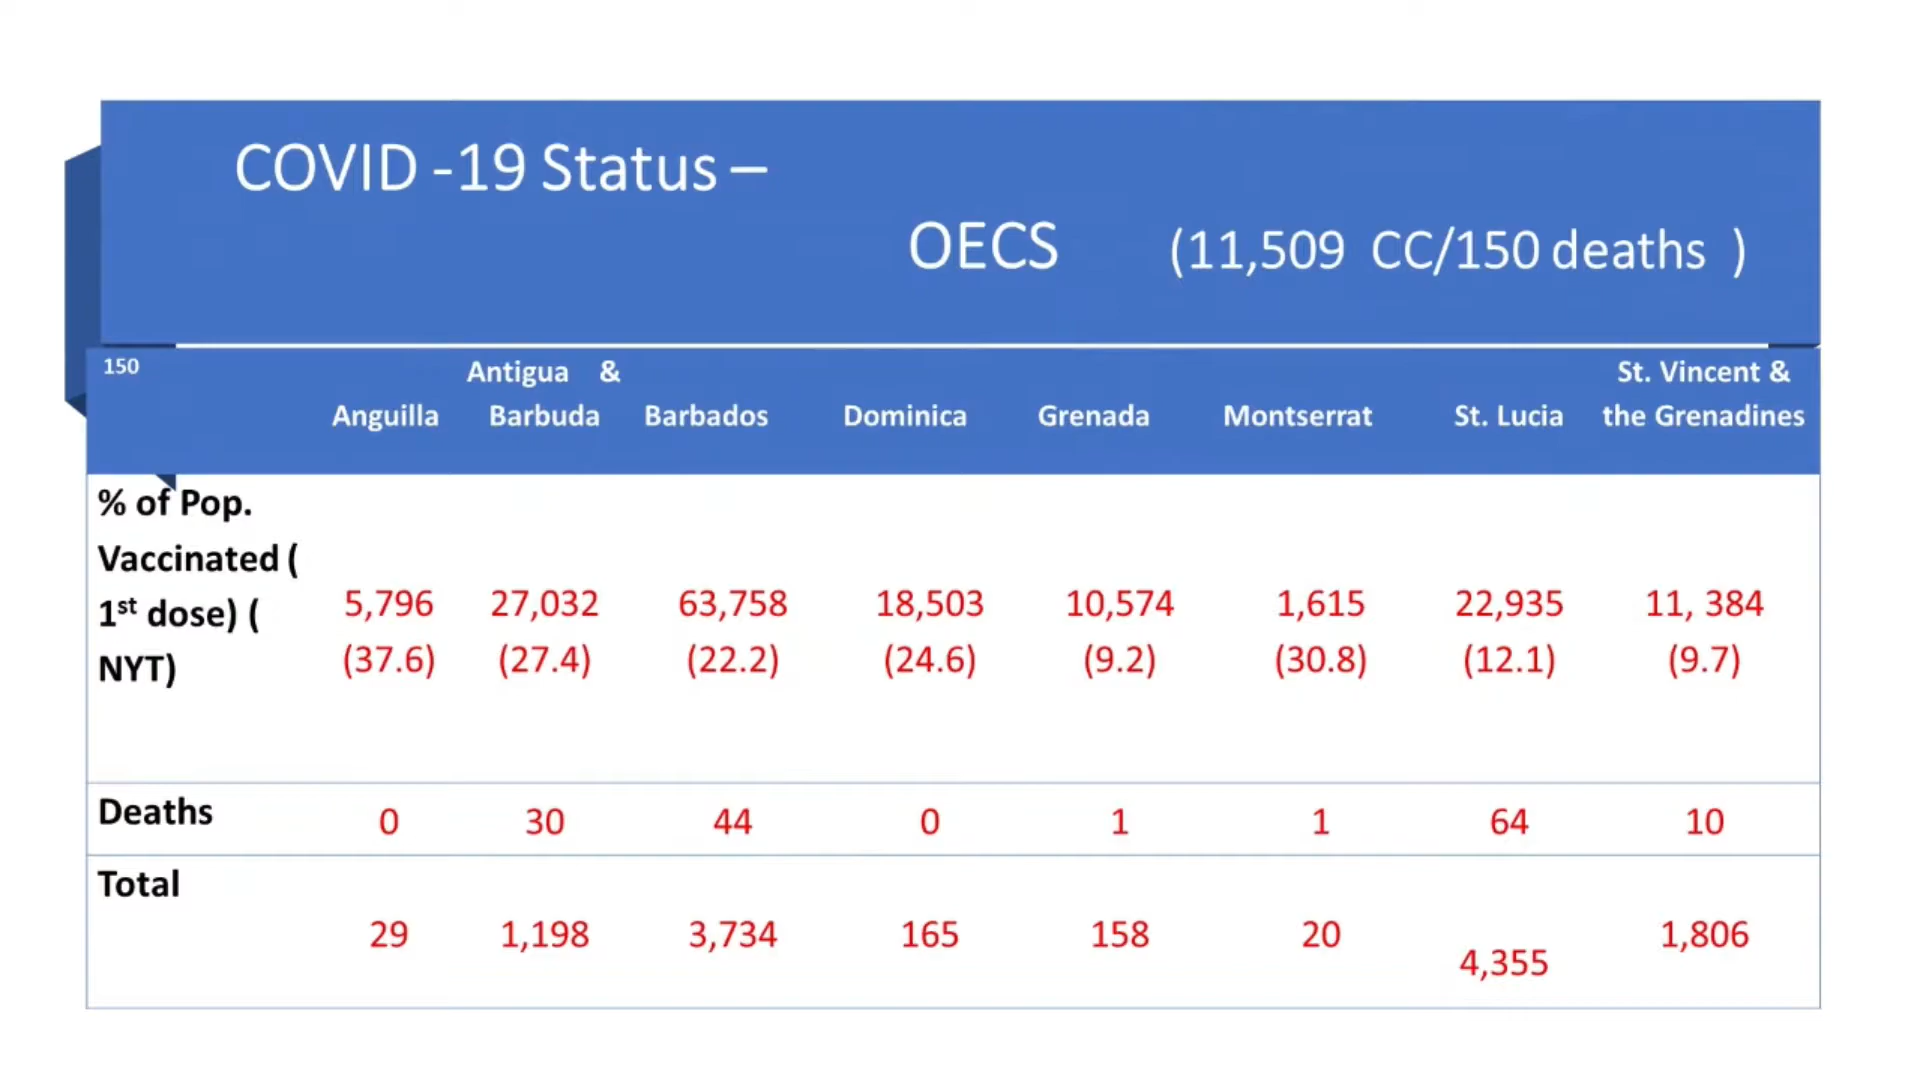 COVID -19 Status –
OECS (11,509 CC/150 deaths )
150
Anguilla
Antigua &
Barbuda
Barbados
Dominica
Grenada
Montserrat
St. Lucia
St. Vincent &
the Grenadines
% of Pop.
Vaccinated (
1st dose) (
NYT)
5,796 27,032 63,758 18,503 10,574 1,615 22,935 11, 384
(37.6) (27.4) (22.2) (24.6) (9.2) (30.8) (12.1) (9.7)
Deaths 0 30 44 0 1 1 64 10
Total
29 1,198 3,734 165 158 20 4,355 1,806